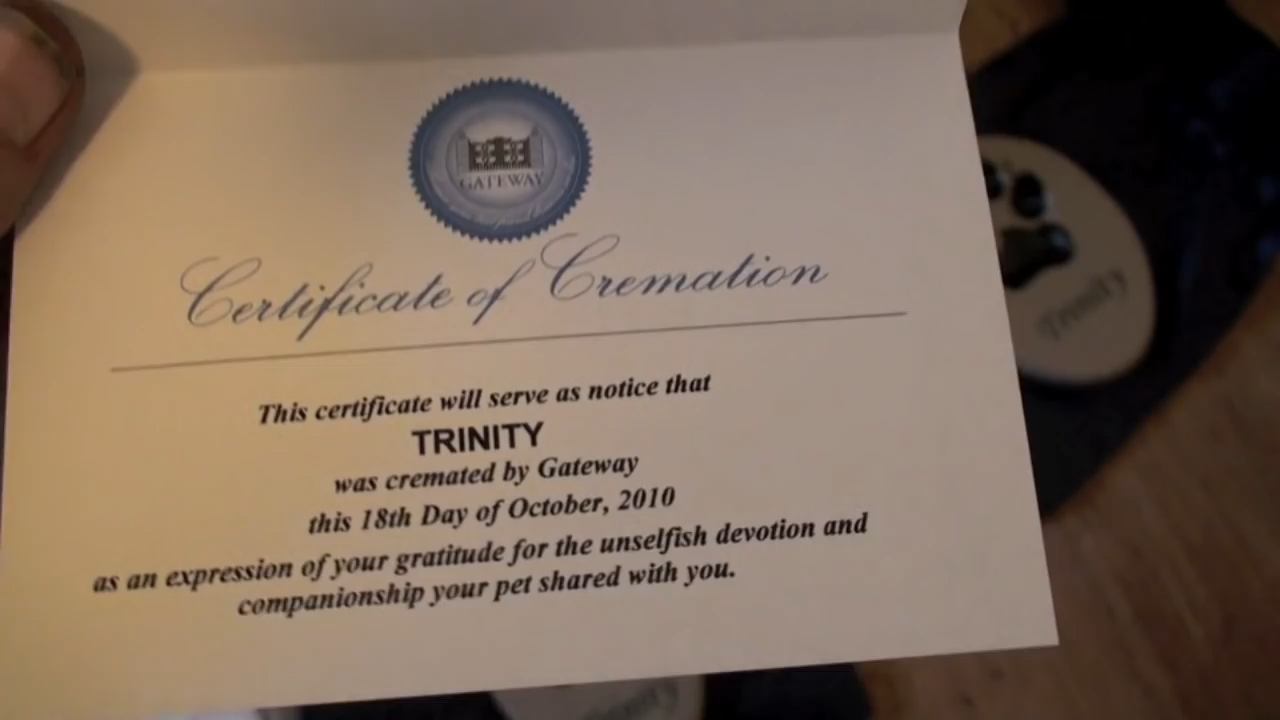 GATEWAY
Certificate of Cremation
This certificate will serve as notice that
TRINITY
was cremated by Gateway
this 18th Day of October, 2010
as an expression of your gratitude for the unselfish devotion and
companionship your pet shared with you.
Trinity